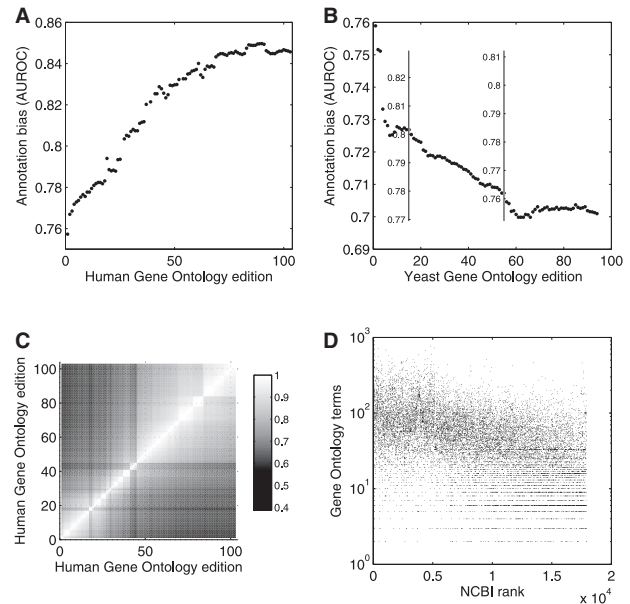 A
0.86
0.84
0.82
0.8
0.78
0.76
Annotation bias (AUROC)
0 50 100
Human Gene Ontology edition
B
0.76
0.75
0.74
0.73
0.72
0.71
0.7
0.69
Annotation bias (AUROC)
0.83
0.82
0.81
0.8
0.79
0.78
0.77
0.81
0.8
0.79
0.78
0.77
0.76
0 20 40 60 80 100
Yeast Gene Ontology edition
C
100
80
60
40
20
0
Human Gene Ontology edition
0 50 100
Human Gene Ontology edition
1
0.9
0.8
0.7
0.6
0.5
0.4
D
10³
10²
10¹
10⁰
Gene Ontology terms
0 0.5 1 1.5 2
NCBI rank
x 10⁴